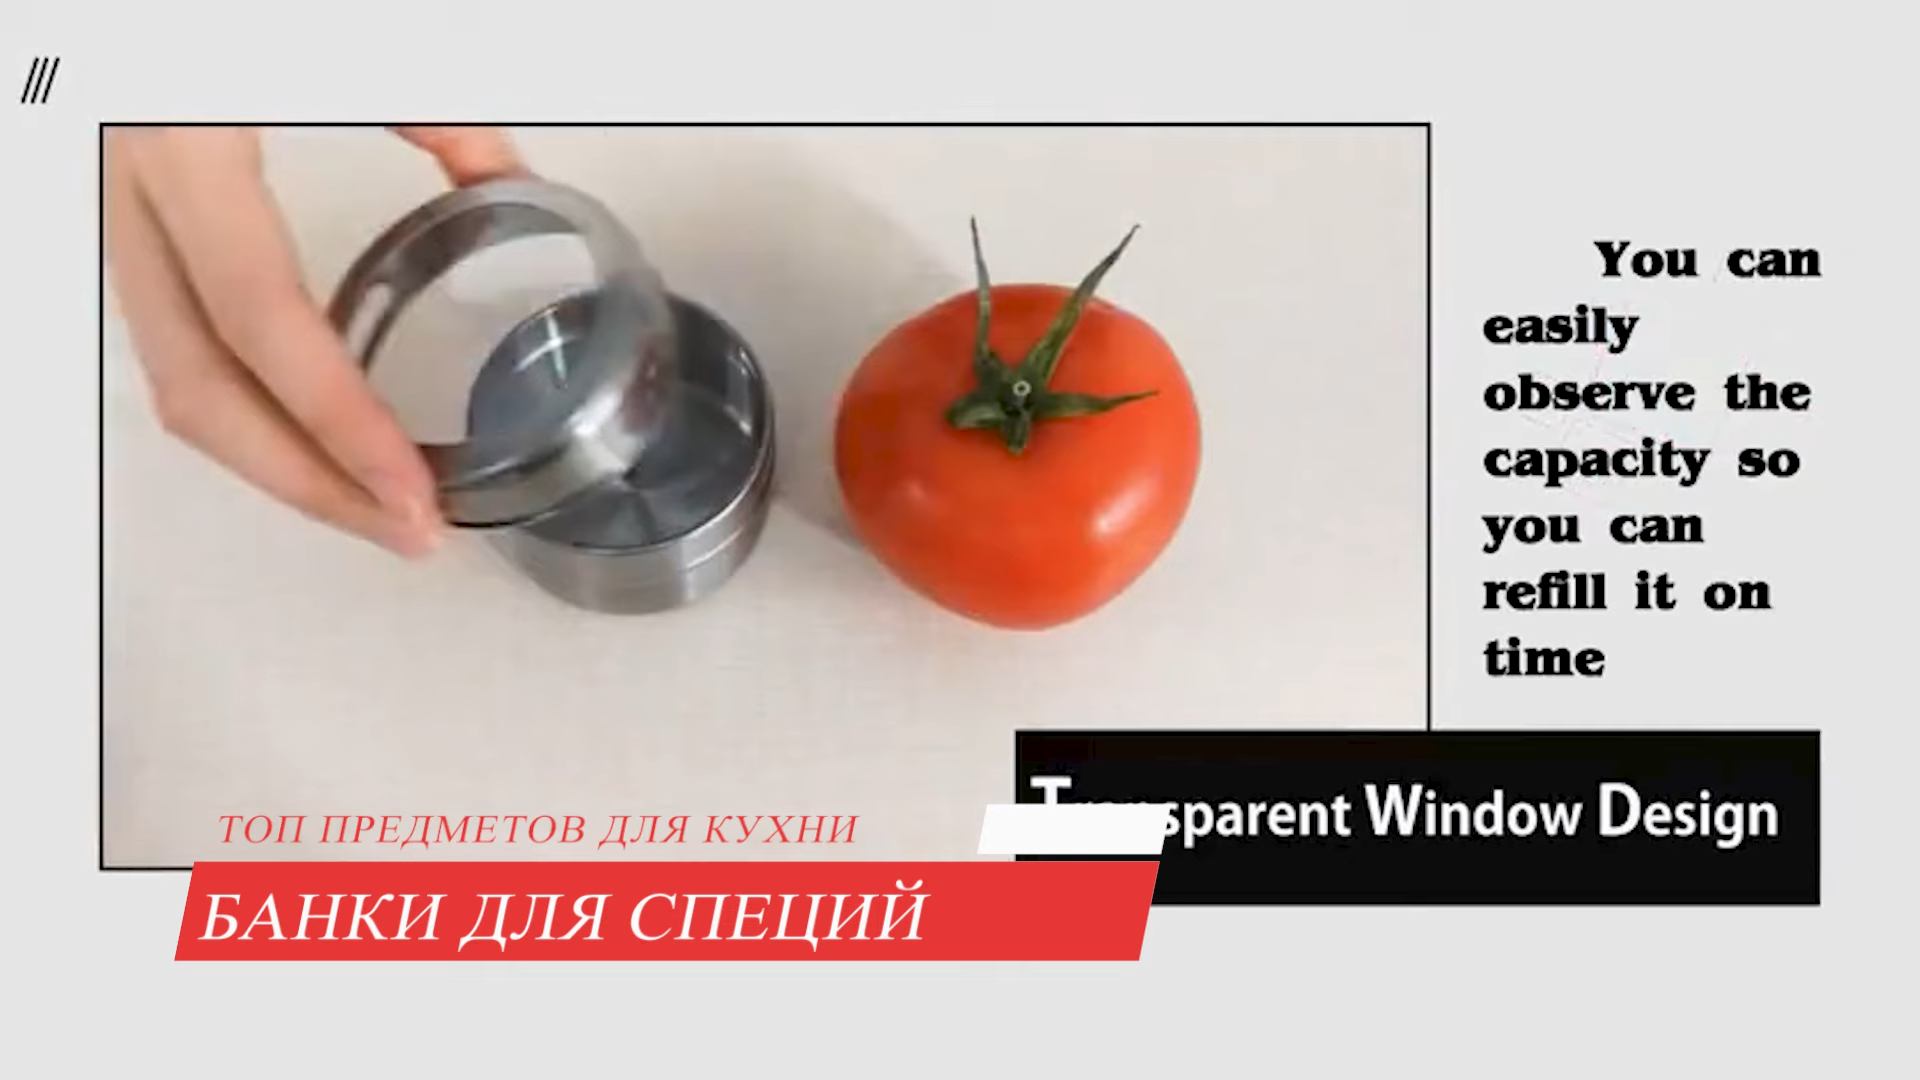 You can
easily
observe the
capacity so
you can
refill it on
time
Window Design
ТОП ПРЕДМЕТОВ ДЛЯ КУХНИ
БАНКИ ДЛЯ СПЕЦИЙ